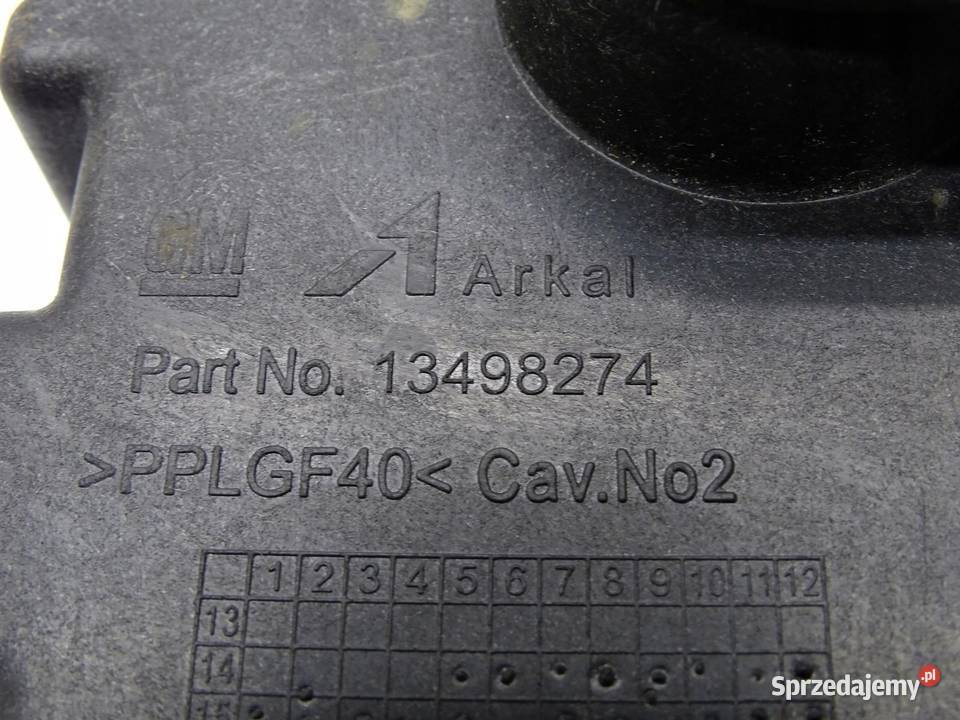 GM Arkal
Part No. 13498274
>PPLGF40< Cav.No2
1 2 3 4 5 6 7 8 9 10 11 12
13
14
15
Sprzedajemy.pl